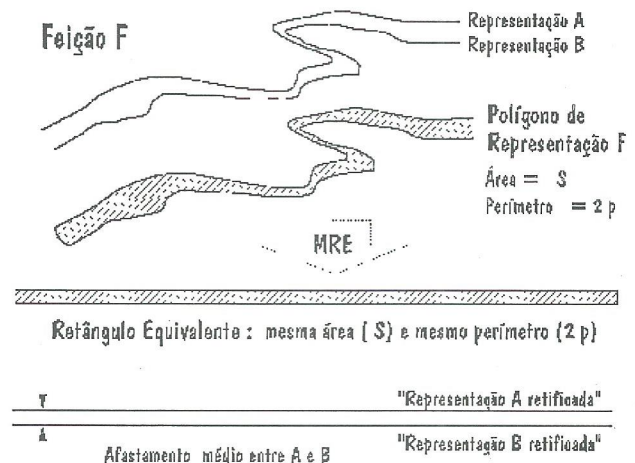 Feição F
Representação A
Representação B
Polígono de
Representação F
Área = S
Perímetro = 2 p
MRE
Retângulo Equivalente : mesma área ( S) e mesmo perímetro (2 p)
"Representação A retificada"
"Representação B retificada"
Afastamento médio entre A e B